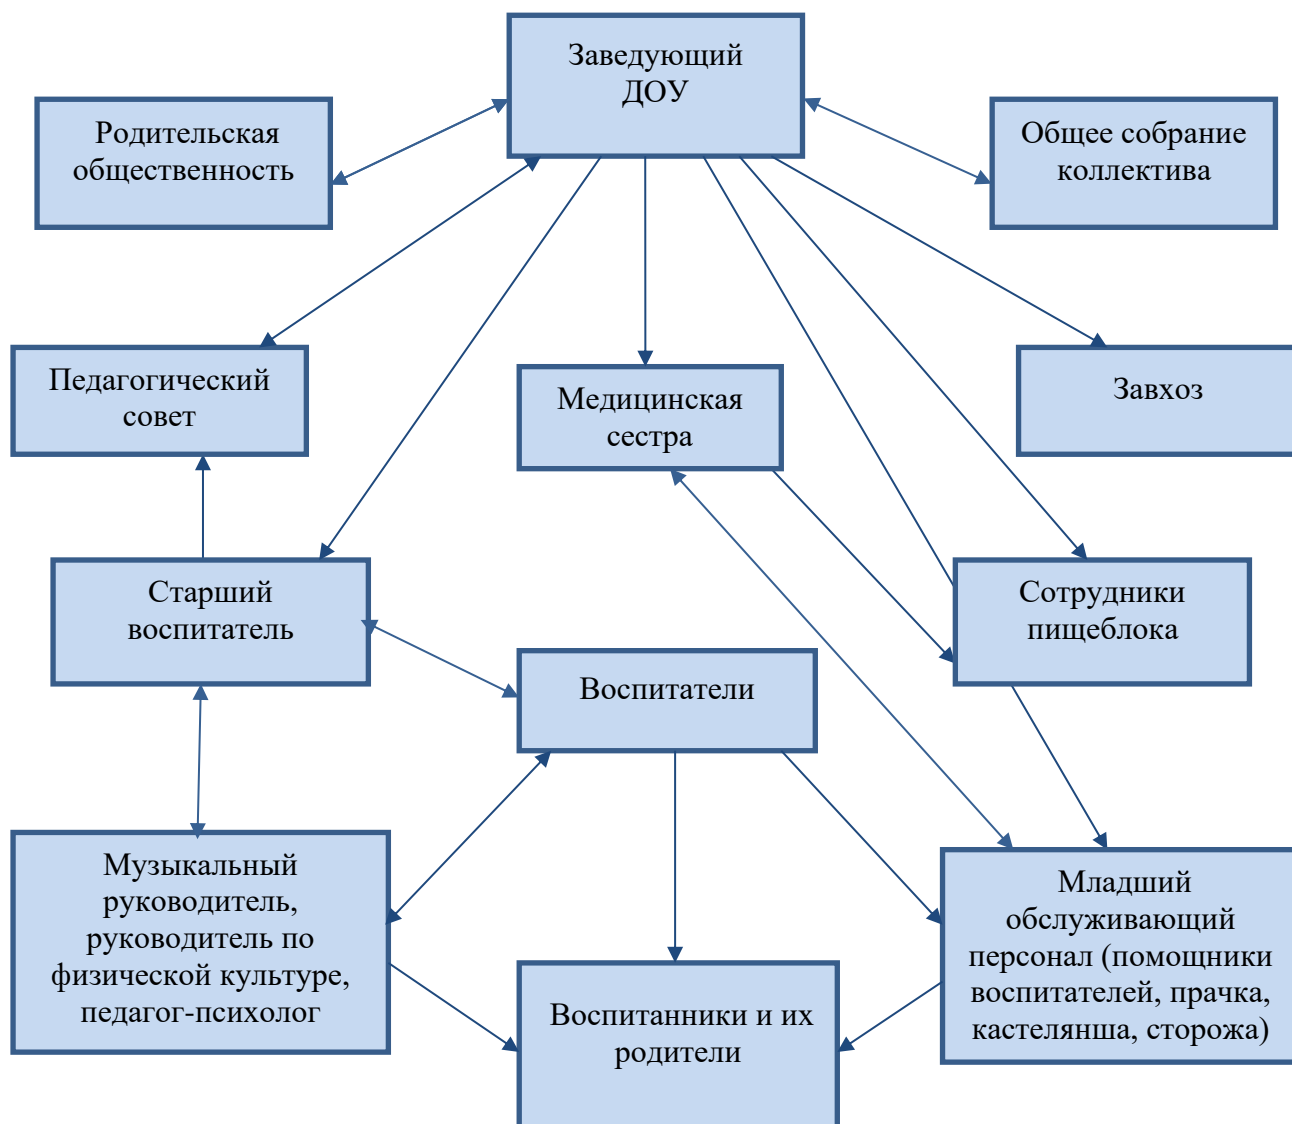 Заведующий
ДОУ
Родительская
общественность
Общее собрание
коллектива
Педагогический
совет
Медицинская
сестра
Завхоз
Старший
воспитатель
Сотрудники
пищеблока
Воспитатели
Музыкальный
руководитель,
руководитель по
физической культуре,
педагог-психолог
Младший
обслуживающий
персонал (помощники
воспитателей, прачка,
кастелянша, сторожа)
Воспитанники и их
родители